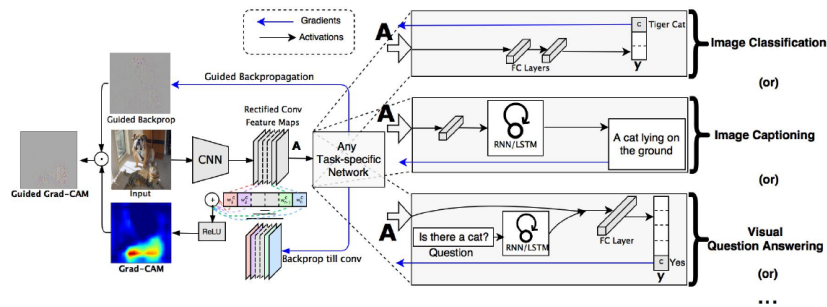 Gradients
Activations
Guided Backpropagation
Guided Backprop
Rectified Conv
Feature Maps
A
CNN
Input
Guided Grad-CAM
Any
Task-specific
Network
+
ReLU
Grad-CAM
Backprop till conv
A
FC Layers
c
Tiger Cat
y
Image Classification
(or)
A
RNN/LSTM
A cat lying on
the ground
Image Captioning
(or)
A
Is there a cat?
Question
RNN/LSTM
FC Layer
c
Yes
y
Visual
Question Answering
(or)
...